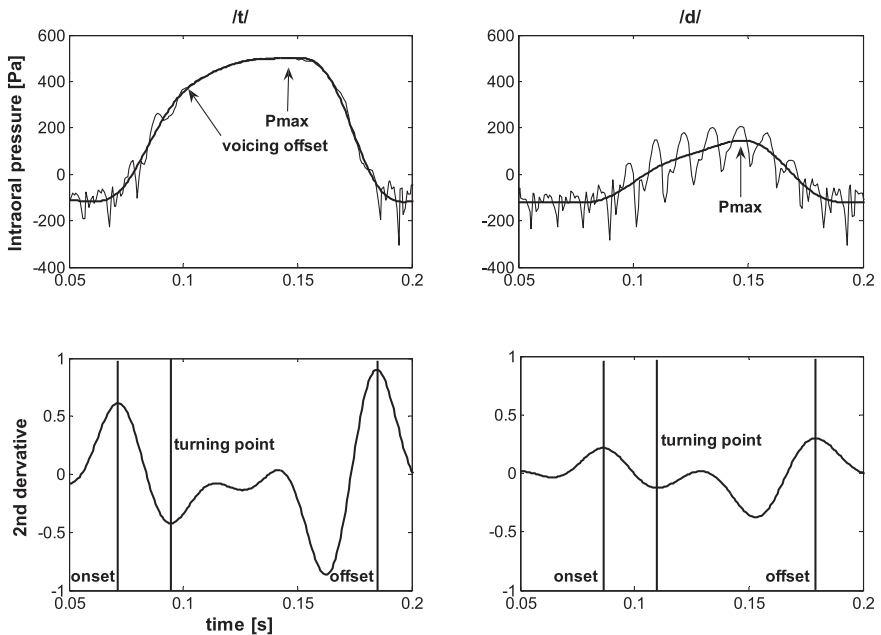 /t/
/d/
Intraoral pressure [Pa]
600
400
200
0
-200
-400
Pmax
voicing offset
0.05
0.1
0.15
0.2
600
400
200
0
-200
-400
Pmax
0.05
0.1
0.15
0.2
2nd dervative
1
0.5
0
-0.5
-1
turning point
onset
offset
0.05
0.1
0.15
0.2
time [s]
1
0.5
0
-0.5
-1
turning point
onset
offset
0.05
0.1
0.15
0.2